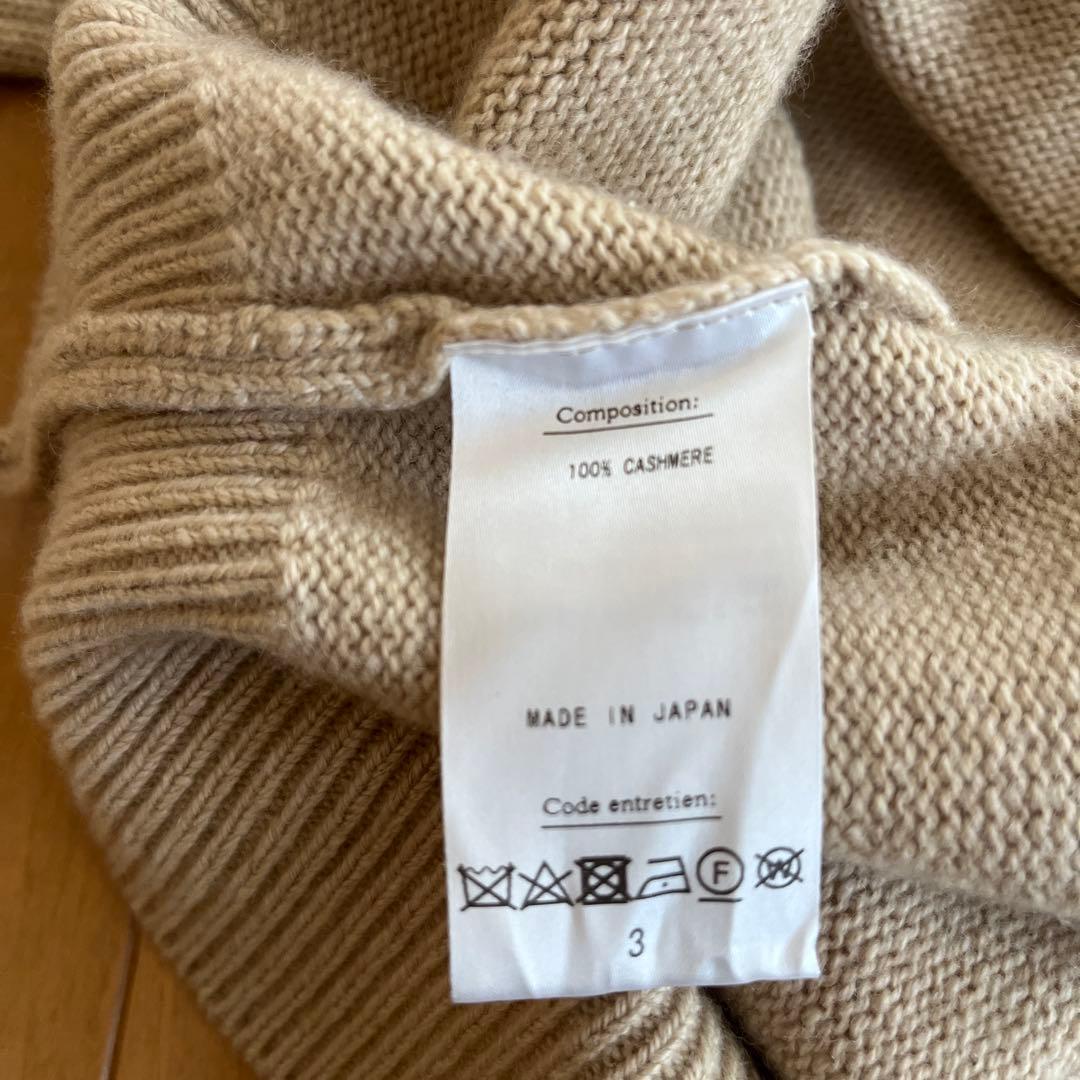 Composition:
100% CASHMERE
MADE IN JAPAN
Code entretien:
F W
3